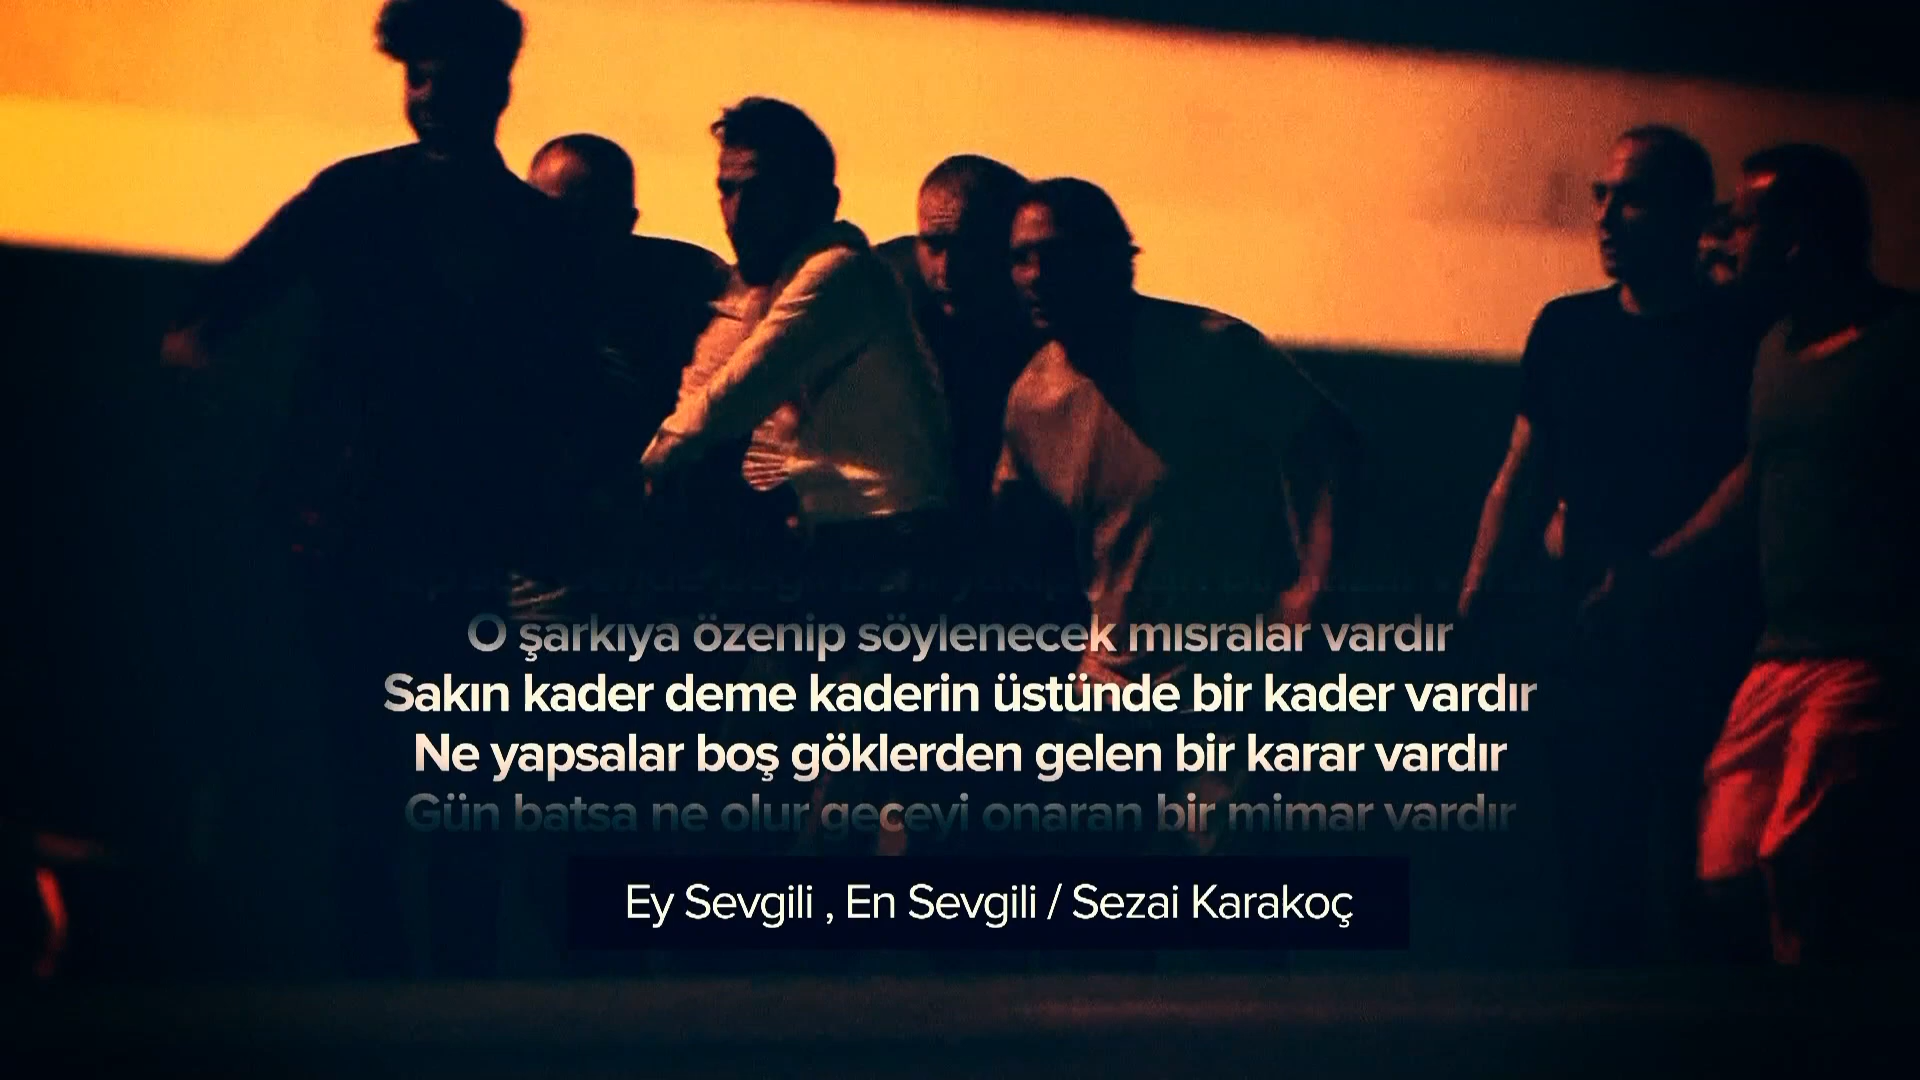 O şarkıya özenip söylenecek mısralar vardır
Sakın kader deme kaderin üstünde bir kader vardır
Ne yapsalar boş göklerden gelen bir karar vardır
Gün batsa ne olur geceyi onaran bir mimar vardır
Ey Sevgili , En Sevgili / Sezai Karakoç